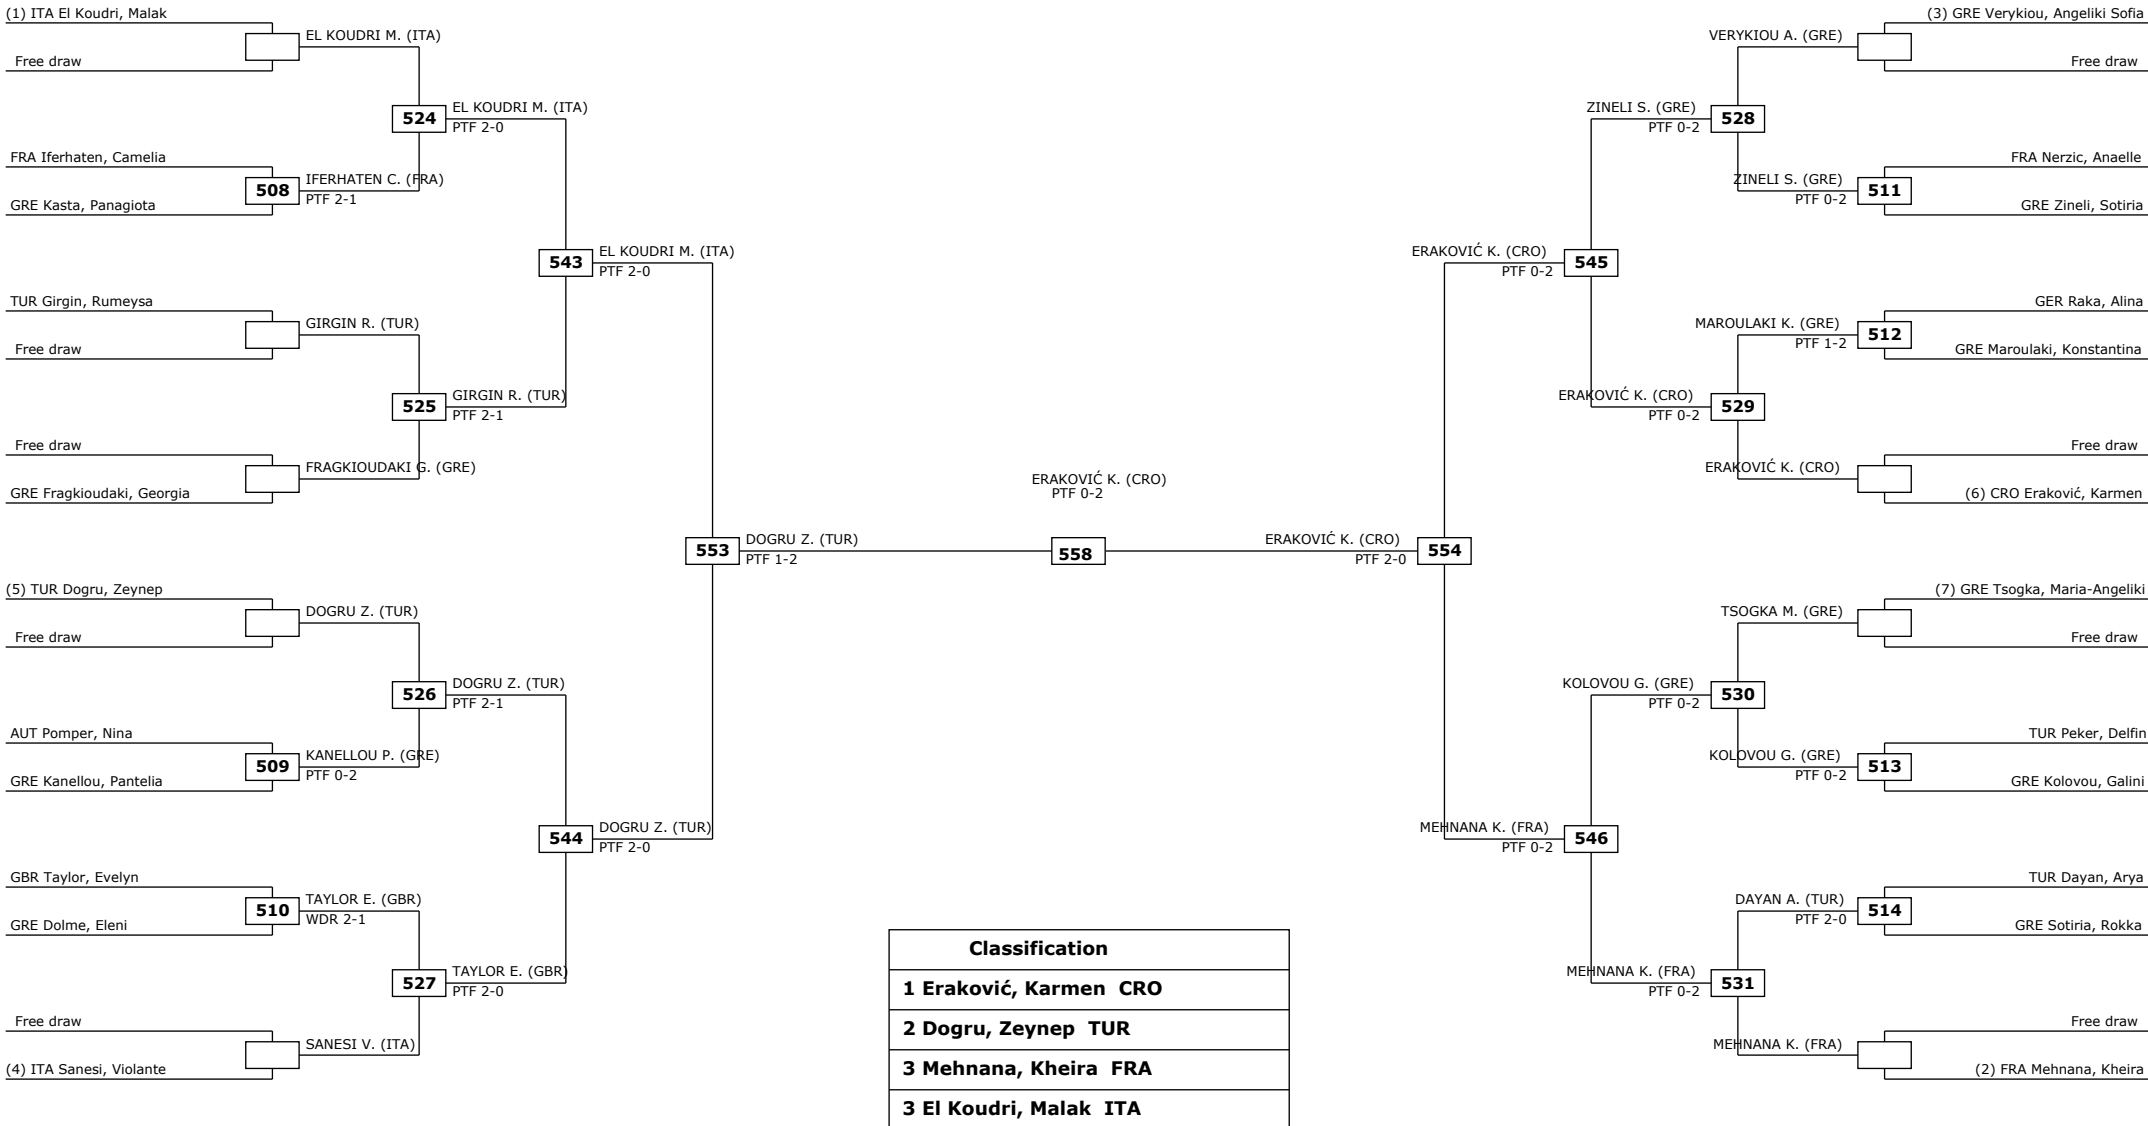 (1) ITA El Koudri, Malak
Free draw
EL KOUDRI M. (ITA)
524
EL KOUDRI M. (ITA)
PTF 2-0
FRA Iferhaten, Camelia
GRE Kasta, Panagiota
508
IFERHATEN C. (FRA)
PTF 2-1
543
EL KOUDRI M. (ITA)
PTF 2-0
TUR Girgin, Rumeysa
Free draw
GIRGIN R. (TUR)
525
GIRGIN R. (TUR)
PTF 2-1
Free draw
GRE Fragkioudaki, Georgia
FRAGKIOUDAKI G. (GRE)
553
DOGRU Z. (TUR)
PTF 1-2
(5) TUR Dogru, Zeynep
Free draw
DOGRU Z. (TUR)
526
DOGRU Z. (TUR)
PTF 2-1
AUT Pomper, Nina
GRE Kanellou, Pantelia
509
KANELLOU P. (GRE)
PTF 0-2
544
DOGRU Z. (TUR)
PTF 2-0
GBR Taylor, Evelyn
GRE Dolme, Eleni
510
TAYLOR E. (GBR)
WDR 2-1
527
TAYLOR E. (GBR)
PTF 2-0
Free draw
(4) ITA Sanesi, Violante
SANESI V. (ITA)
ERAKOVIĆ K. (CRO)
PTF 0-2
558
(3) GRE Verykiou, Angeliki Sofia
Free draw
VERYKIOU A. (GRE)
528
ZINELI S. (GRE)
PTF 0-2
FRA Nerzic, Anaelle
GRE Zineli, Sotiria
511
ZINELI S. (GRE)
PTF 0-2
545
ERAKOVIĆ K. (CRO)
PTF 0-2
GER Raka, Alina
GRE Maroulaki, Konstantina
512
MAROULAKI K. (GRE)
PTF 1-2
529
ERAKOVIĆ K. (CRO)
PTF 0-2
Free draw
(6) CRO Eraković, Karmen
ERAKOVIĆ K. (CRO)
554
ERAKOVIĆ K. (CRO)
PTF 2-0
(7) GRE Tsogka, Maria-Angeliki
Free draw
TSOGKA M. (GRE)
530
KOLOVOU G. (GRE)
PTF 0-2
TUR Peker, Delfin
GRE Kolovou, Galini
513
KOLOVOU G. (GRE)
PTF 0-2
546
MEHNANA K. (FRA)
PTF 0-2
TUR Dayan, Arya
GRE Sotiria, Rokka
514
DAYAN A. (TUR)
PTF 2-0
531
MEHNANA K. (FRA)
PTF 0-2
Free draw
(2) FRA Mehnana, Kheira
MEHNANA K. (FRA)
Classification
1 Eraković, Karmen CRO
2 Dogru, Zeynep TUR
3 Mehnana, Kheira FRA
3 El Koudri, Malak ITA